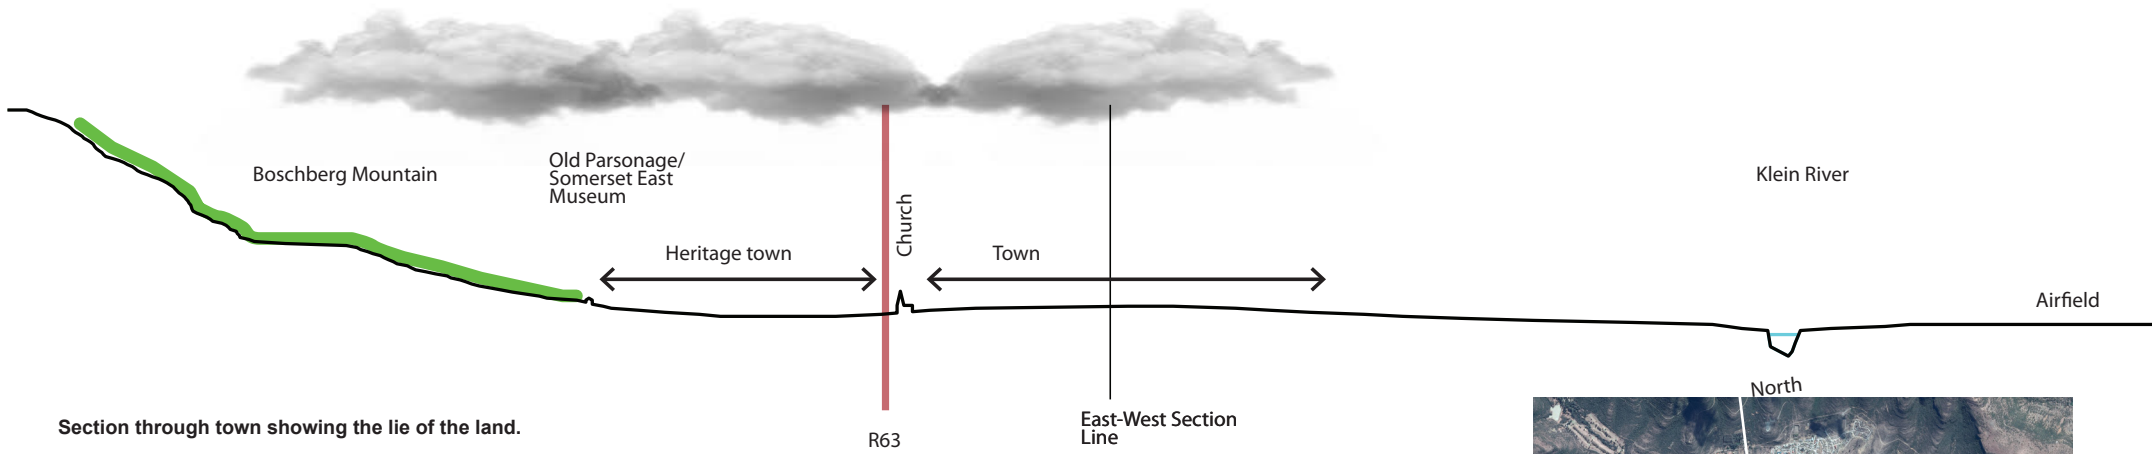 Boschberg Mountain
Old Parsonage/
Somerset East
Museum
Heritage town
Church
Town
Klein River
Airfield
North
Section through town showing the lie of the land.
R63
East-West Section
Line